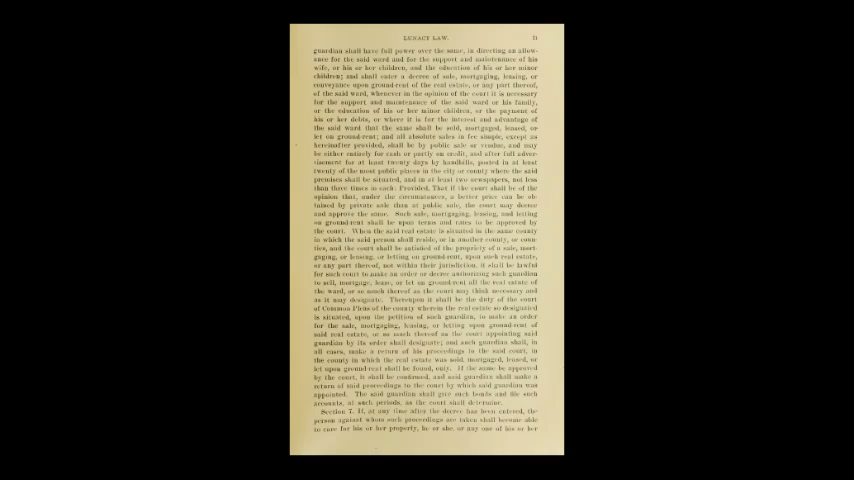 LUNACY LAW. 21
guardian shall have full power over the same, in directing an allow-
ance for the said ward and for the support and maintenance of his
wife, or his or her children, and the education of his or her minor
children; and shall enter a decree of sale, mortgaging, leasing, or
conveyance upon ground-rent of the real estate, or any part thereof,
of the said ward, whenever in the opinion of the court it is necessary
for the support and maintenance of the said ward or his family,
or the education of his or her minor children, or the payment of
his or her debts, or where it is for the interest and advantage of
the said ward that the same shall be sold, mortgaged, leased, or
let on ground-rent; and all absolute sales in fee simple, except as
hereinafter provided, shall be by public sale or vendue, and may
be either entirely for cash or partly on credit, and after full adver-
tisement for at least twenty days by handbills, posted in at least
twenty of the most public places in the city or county where the said
premises shall be situated, and in at least two newspapers, not less
than three times in each: Provided, That if the court shall be of the
opinion that, under the circumstances, a better price can be ob-
tained by private sale than at public sale, the court may decree
and approve the same. Such sale, mortgaging, leasing, and letting
on ground-rent shall be upon terms and rates to be approved by
the court. When the said real estate is situated in the same county
in which the said person shall reside, or in another county, or coun-
ties, and the court shall be satisfied of the propriety of a sale, mort-
gaging, or leasing, or letting on ground-rent, upon such real estate,
or any part thereof, not within their jurisdiction, it shall be lawful
for such court to make an order or decree authorizing such guardian
to sell, mortgage, lease, or let on ground-rent all the real estate of
the ward, or so much thereof as the court may think necessary and
as it may designate. Thereupon it shall be the duty of the court
of Common Pleas of the county wherein the real estate so designated
is situated, upon the petition of such guardian, to make an order
for the sale, mortgaging, leasing, or letting upon ground-rent of
said real estate, or so much thereof as the court appointing said
guardian by its order shall designate; and such guardian shall, in
all cases, make a return of his proceedings to the said court, in
the county in which the real estate was sold, mortgaged, leased, or
let upon ground-rent shall be found, only. If the same be approved
by the court, it shall be confirmed, and said guardian shall make a
return of said proceedings to the court by which said guardian was
appointed. The said guardian shall give such bonds and file such
accounts, at such periods, as the court shall determine.
Section 7. If, at any time after the decree has been entered, the
person against whom such proceedings are taken shall become able
to care for his or her property, he or she, or any one of his or her